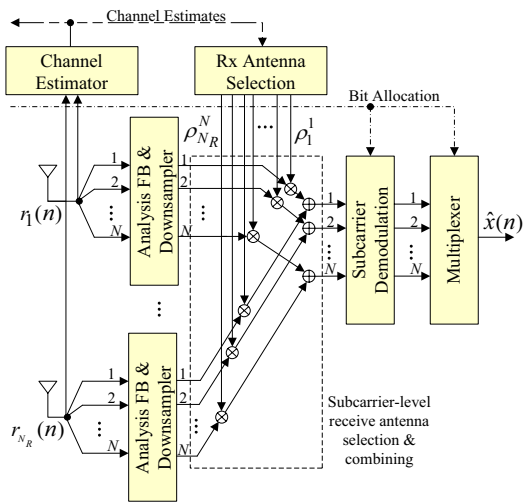 Channel Estimates
Channel
Estimator
Rx Antenna
Selection
Bit Allocation
ρ_{N_R}^N
...
ρ_1^1
r_1(n)
1
2
...
N
Analysis FB &
Downsampler
1
2
...
N
1
2
...
N
Subcarrier
Demodulation
1
2
...
N
Multiplexer
x̂(n)
...
r_{N_R}(n)
1
2
...
N
Analysis FB &
Downsampler
1
2
...
N
Subcarrier-level
receive antenna
selection &
combining